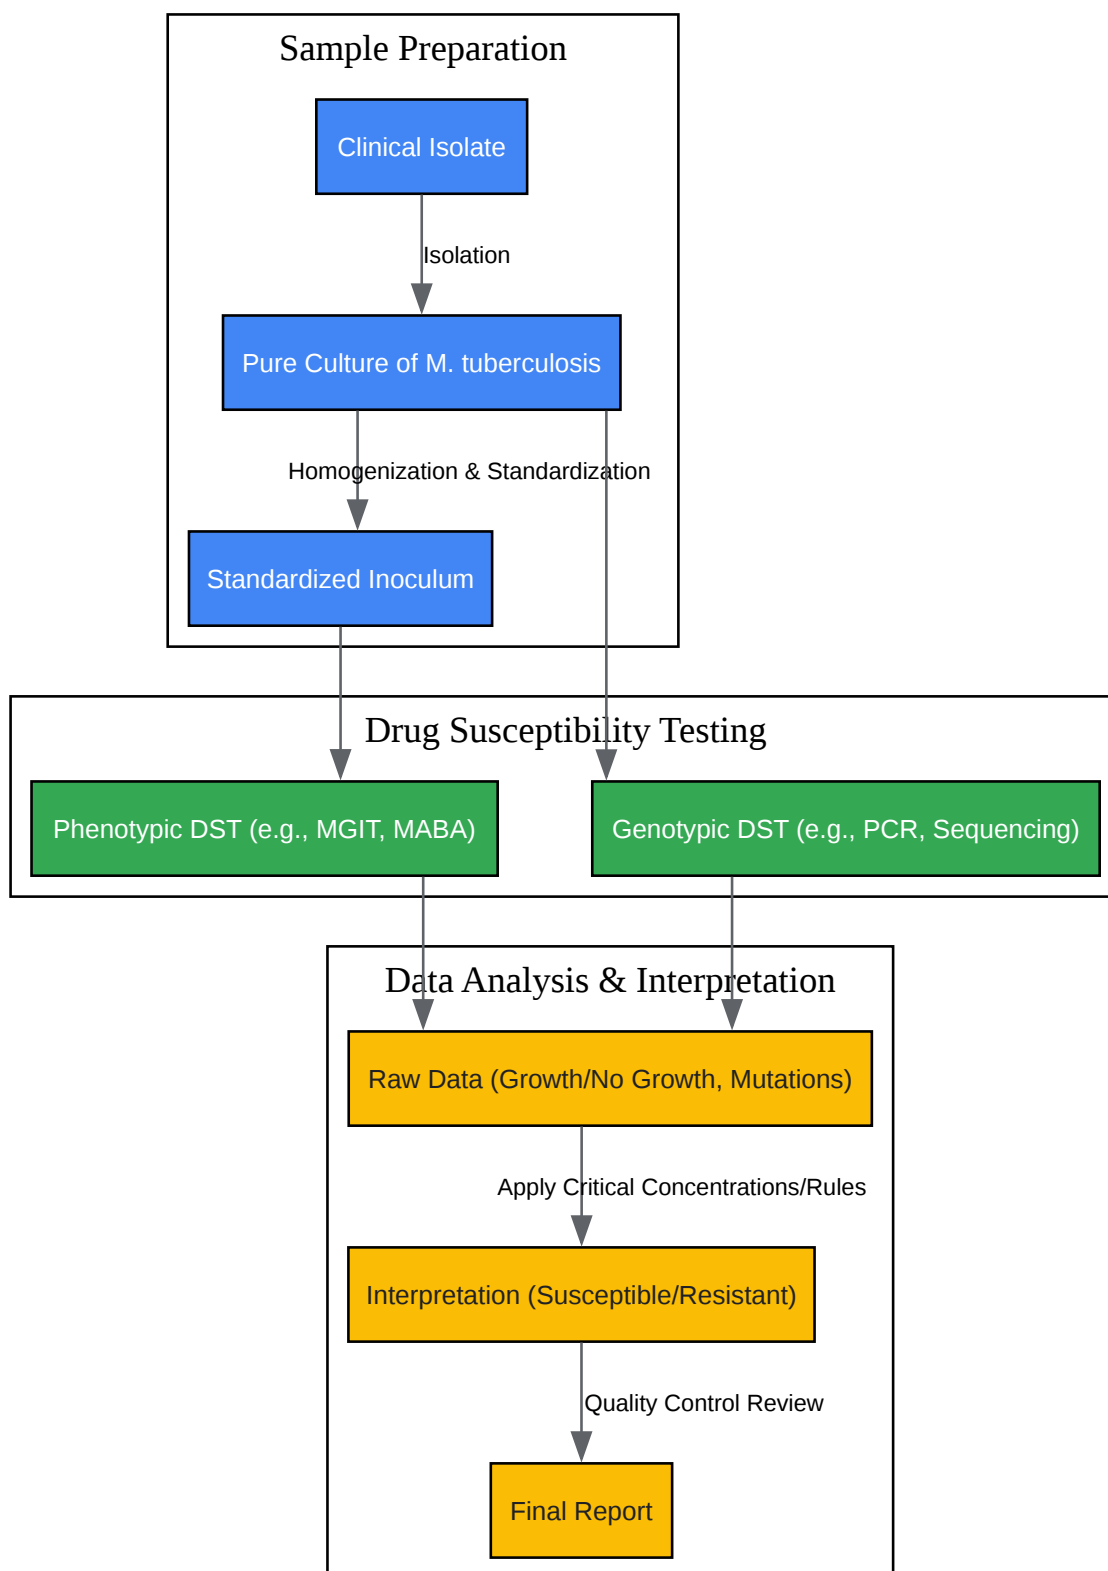 Sample Preparation
Clinical Isolate
Isolation
Pure Culture of M. tuberculosis
Homogenization & Standardization
Standardized Inoculum
Drug Susceptibility Testing
Phenotypic DST (e.g., MGIT, MABA)
Genotypic DST (e.g., PCR, Sequencing)
Data Analysis & Interpretation
Raw Data (Growth/No Growth, Mutations)
Apply Critical Concentrations/Rules
Interpretation (Susceptible/Resistant)
Quality Control Review
Final Report